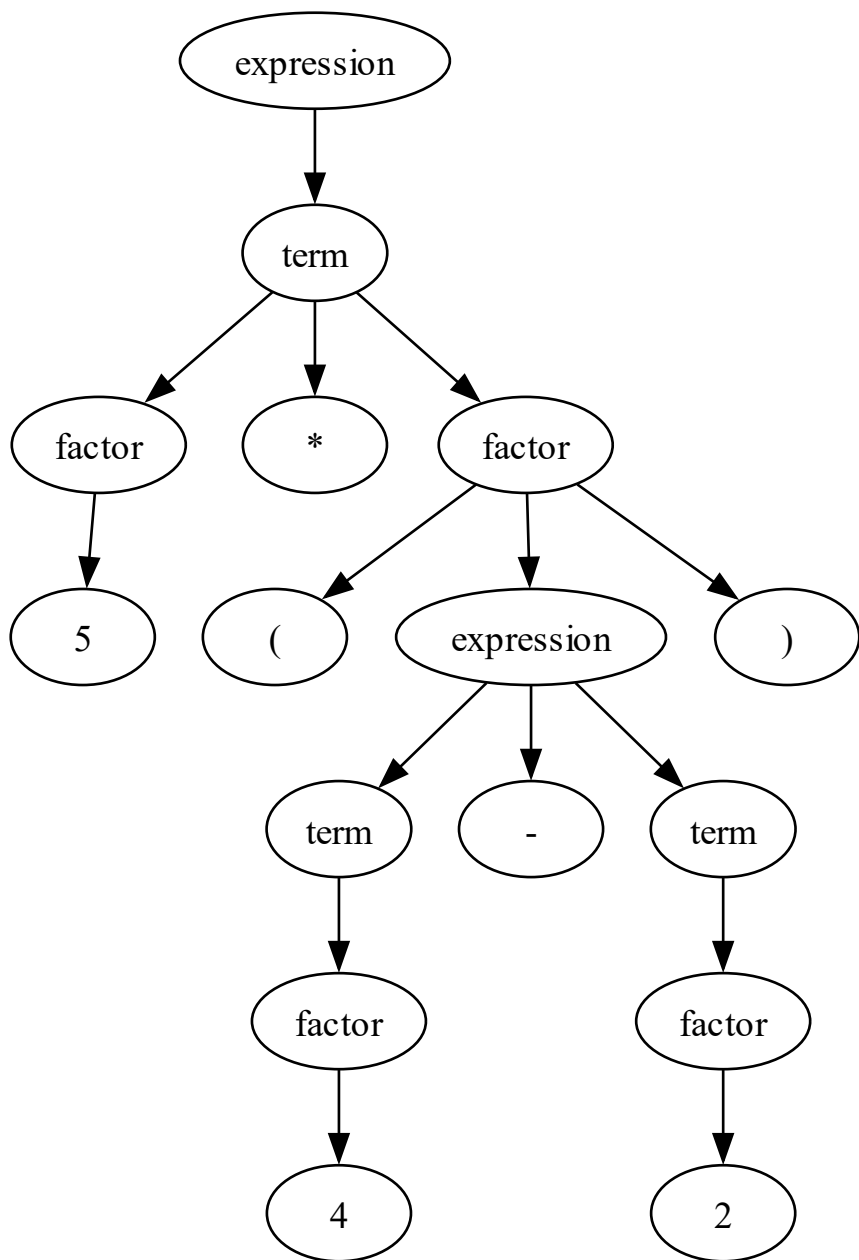 expression
term
factor * factor
5 ( expression )
term - term
factor factor
4 2